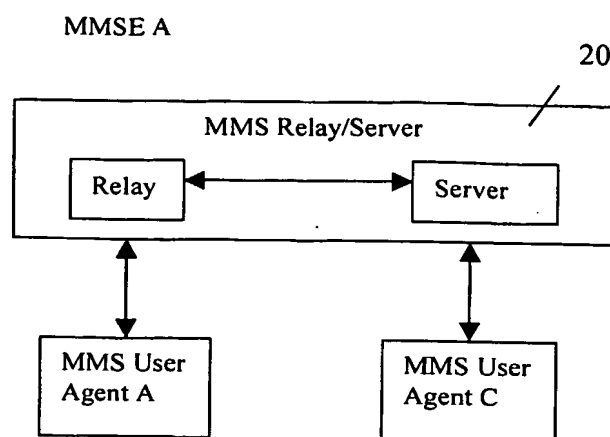 MMSE A
20
MMS Relay/Server
Relay
Server
MMS User
Agent A
MMS User
Agent C